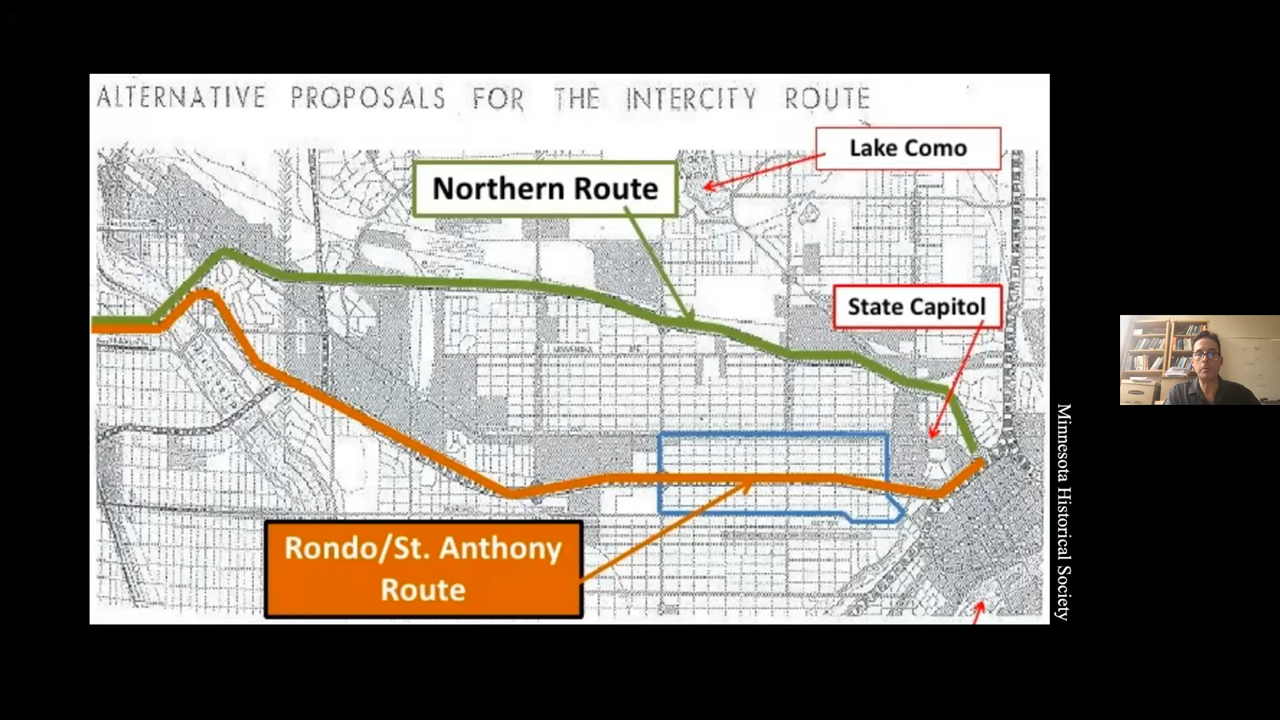 ALTERNATIVE PROPOSALS FOR THE INTERCITY ROUTE
Lake Como
Northern Route
State Capitol
Rondo/St. Anthony
Route
Minnesota Historical Society